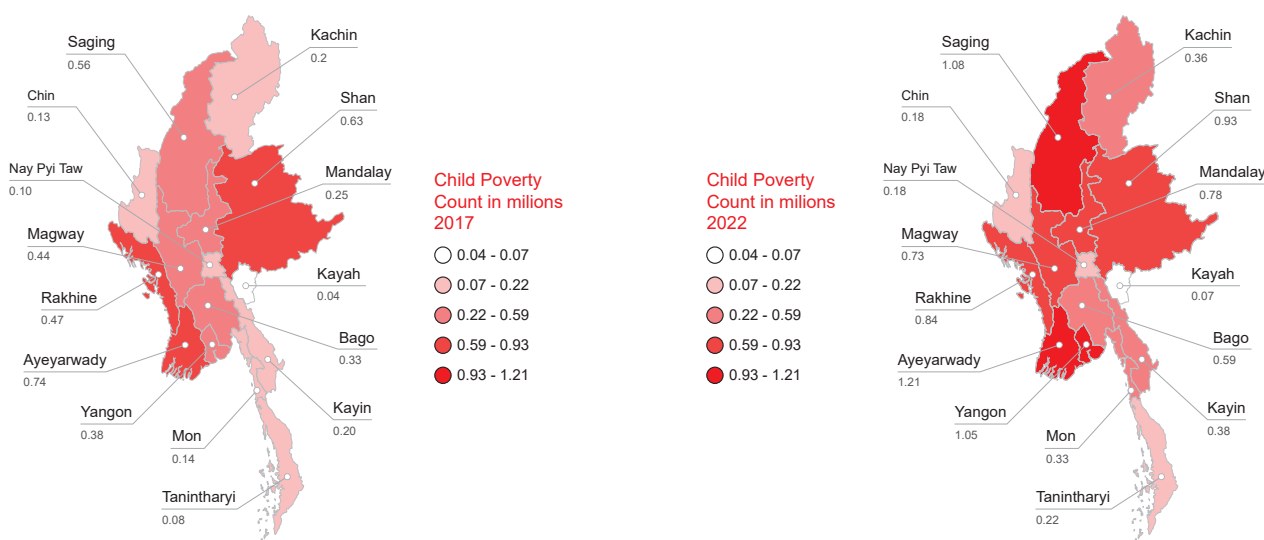 Saging
0.56
Kachin
0.2
Chin
0.13
Shan
0.63
Nay Pyi Taw
0.10
Mandalay
0.25
Magway
0.44
Kayah
0.04
Rakhine
0.47
Bago
0.33
Ayeyarwady
0.74
Yangon
0.38
Kayin
0.20
Mon
0.14
Tanintharyi
0.08
Child Poverty
Count in milions
2017
0.04 - 0.07
0.07 - 0.22
0.22 - 0.59
0.59 - 0.93
0.93 - 1.21
Child Poverty
Count in milions
2022
0.04 - 0.07
0.07 - 0.22
0.22 - 0.59
0.59 - 0.93
0.93 - 1.21
Saging
1.08
Kachin
0.36
Chin
0.18
Shan
0.93
Nay Pyi Taw
0.18
Mandalay
0.78
Magway
0.73
Kayah
0.07
Rakhine
0.84
Bago
0.59
Ayeyarwady
1.21
Yangon
1.05
Kayin
0.38
Mon
0.33
Tanintharyi
0.22